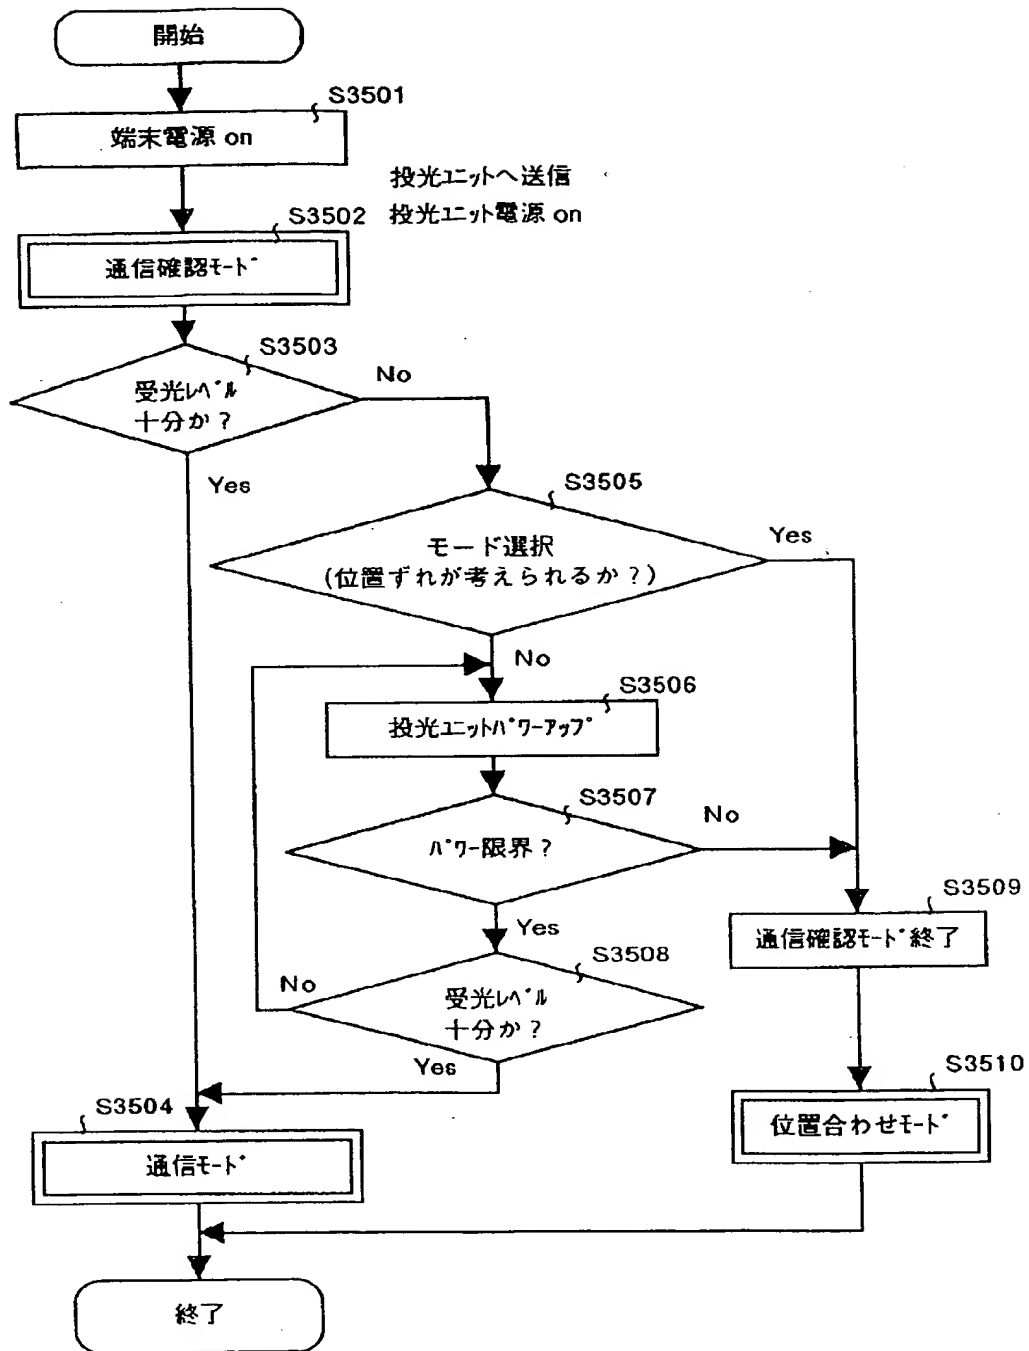 開始
S3501
端末電源 on
投光ﾕﾆｯﾄへ送信
S3502
投光ﾕﾆｯﾄ電源 on
通信確認ﾓｰﾄﾞ
S3503
受光ﾚﾍﾞﾙ
十分か?
No
Yes
S3505
モード選択
(位置ずれが考えられるか?)
Yes
No
S3506
投光ﾕﾆｯﾄﾊﾟﾜｰｱｯﾌﾟ
S3507
ﾊﾟﾜｰ限界?
No
Yes
S3509
通信確認ﾓｰﾄﾞ終了
S3508
受光ﾚﾍﾞﾙ
十分か?
No
Yes
S3510
位置合わせﾓｰﾄﾞ
S3504
通信ﾓｰﾄﾞ
終了